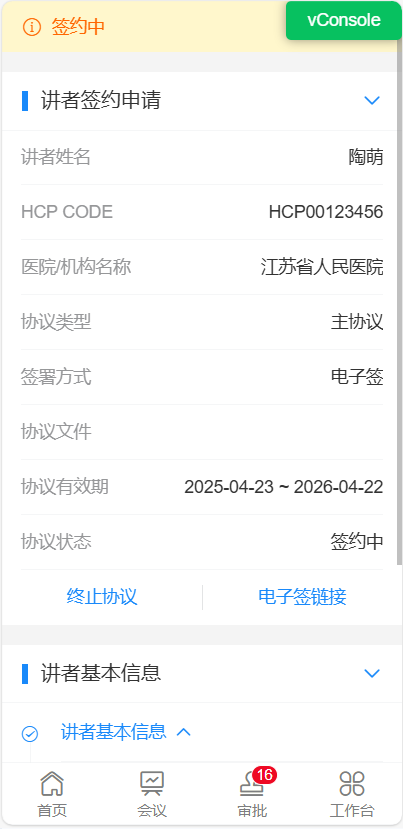 签约中
vConsole
讲者签约申请
讲者姓名 陶萌
HCP CODE HCP00123456
医院/机构名称 江苏省人民医院
协议类型 主协议
签署方式 电子签
协议文件
协议有效期 2025-04-23 ~ 2026-04-22
协议状态 签约中
终止协议 电子签链接
讲者基本信息
讲者基本信息
16
首页 会议 审批 工作台